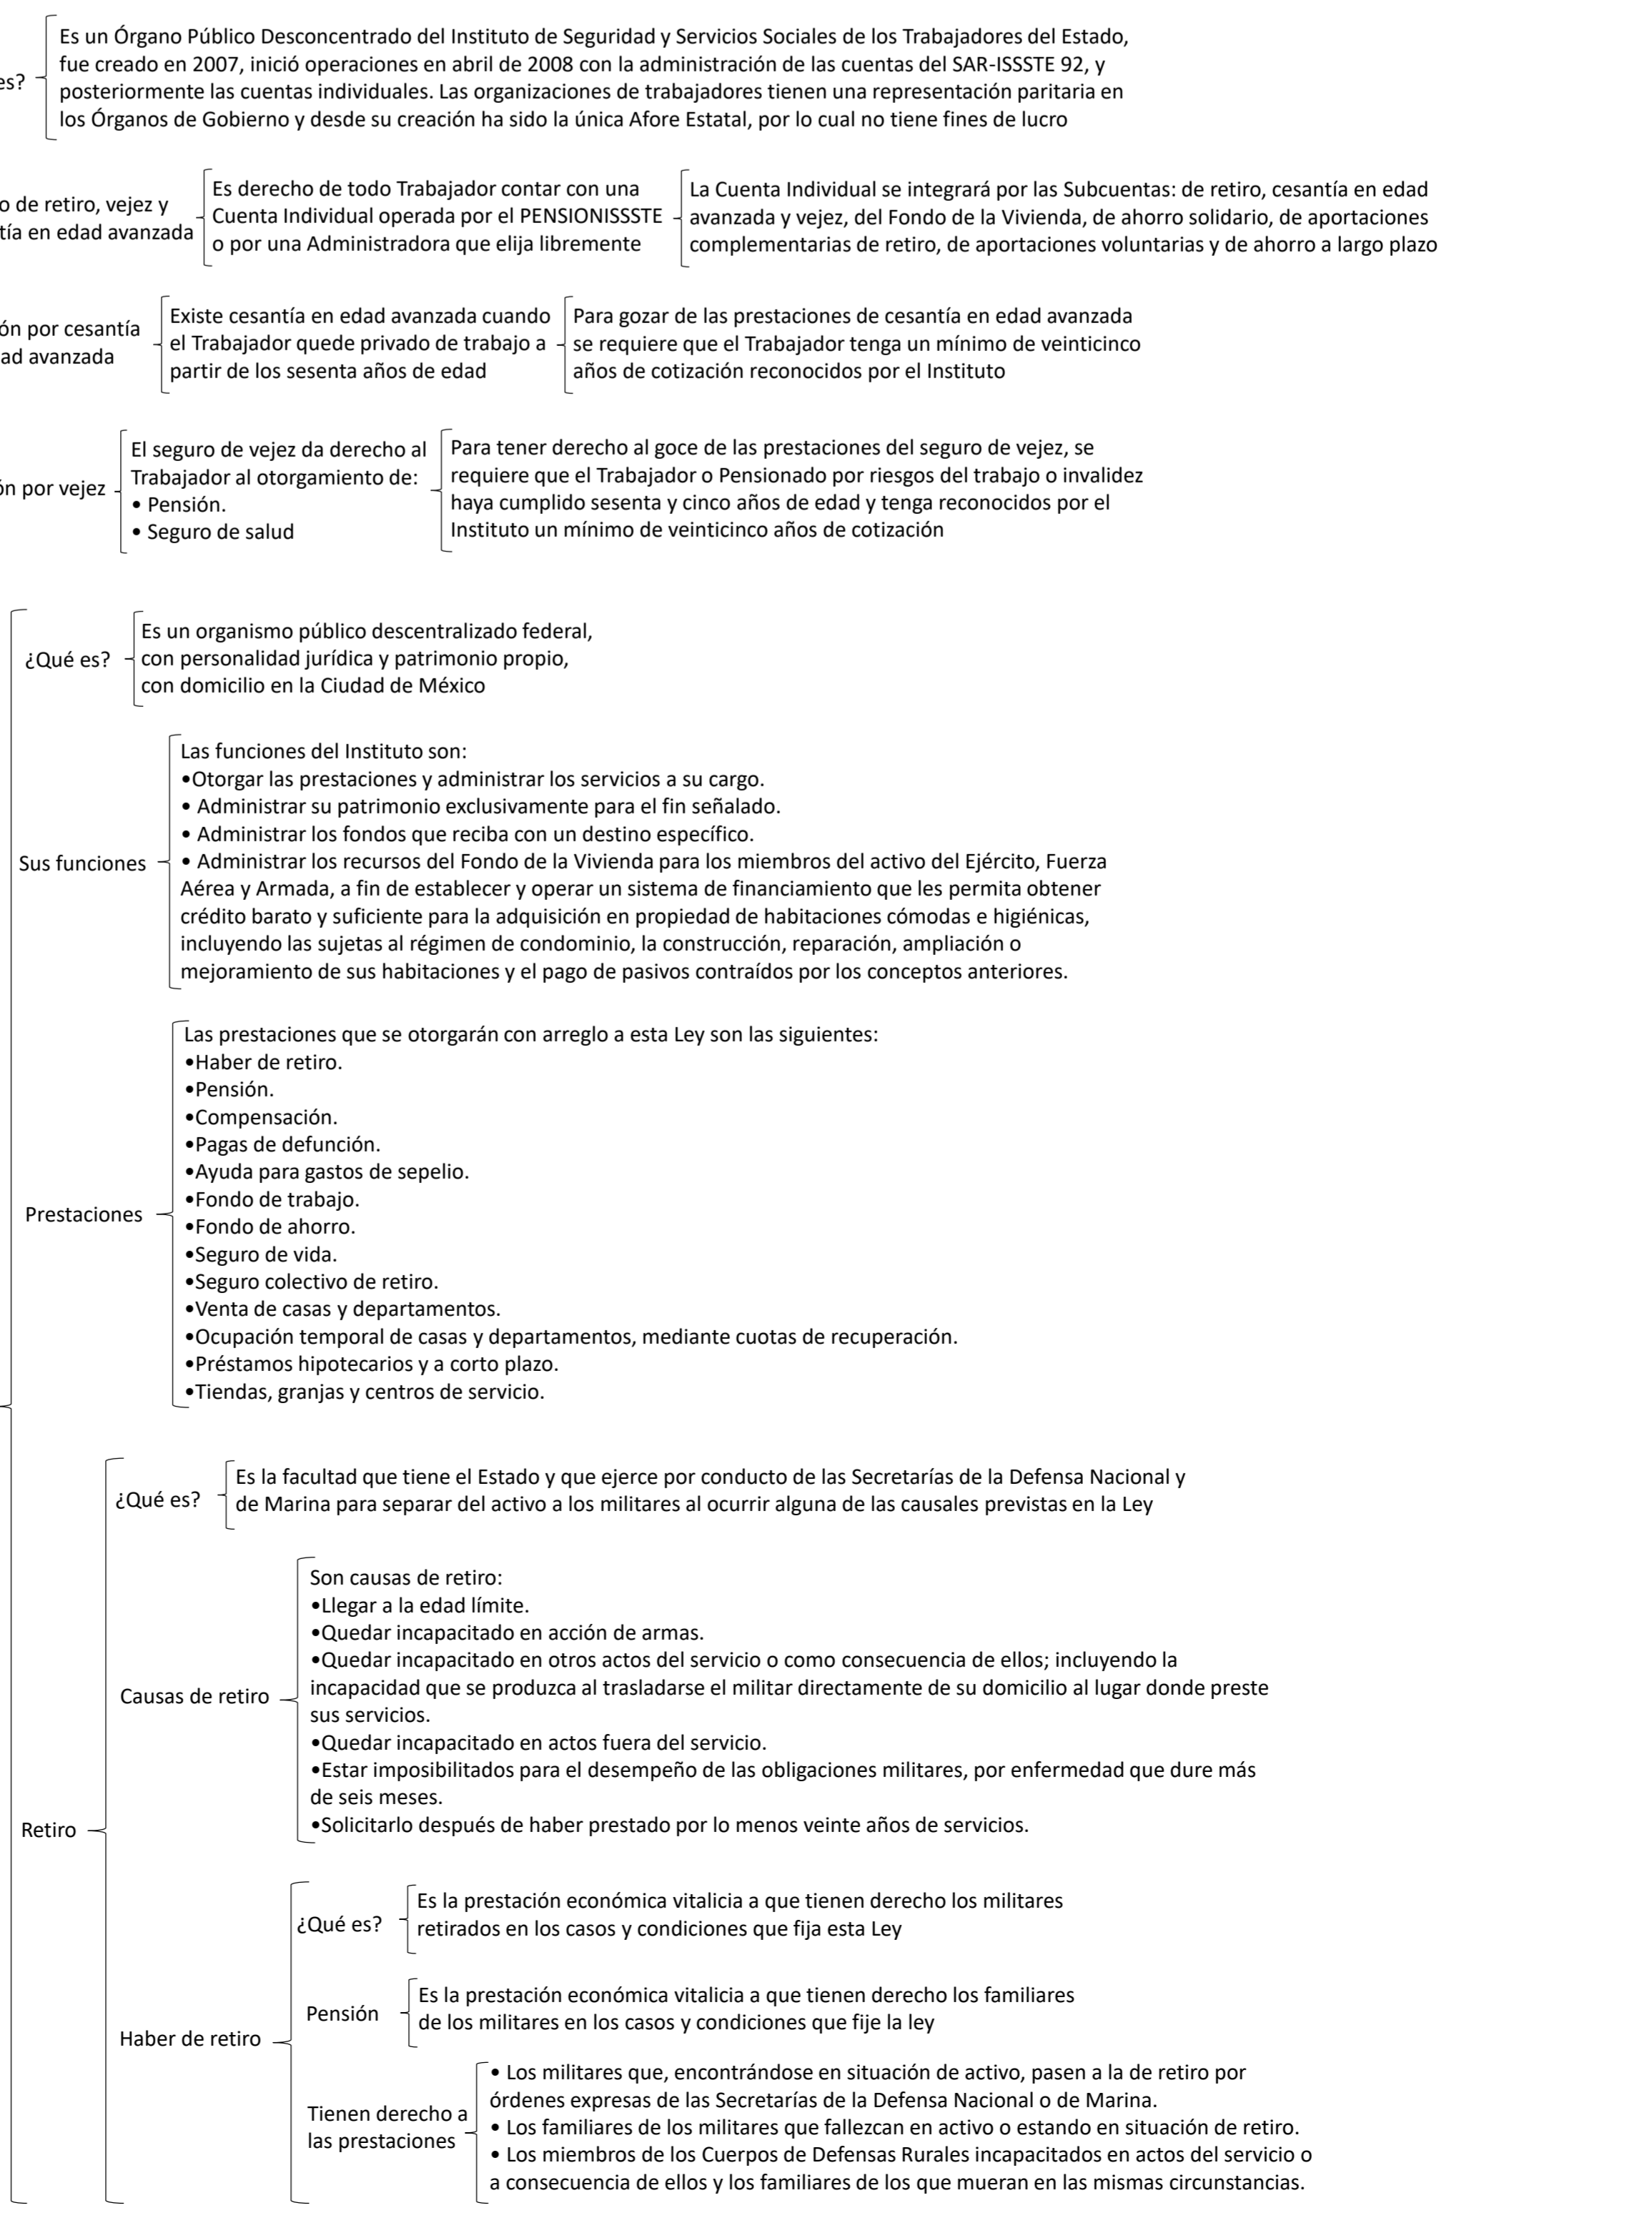 es?
Es un Órgano Público Desconcentrado del Instituto de Seguridad y Servicios Sociales de los Trabajadores del Estado,
fue creado en 2007, inició operaciones en abril de 2008 con la administración de las cuentas del SAR-ISSSTE 92, y
posteriormente las cuentas individuales. Las organizaciones de trabajadores tienen una representación paritaria en
los Órganos de Gobierno y desde su creación ha sido la única Afore Estatal, por lo cual no tiene fines de lucro
o de retiro, vejez y
tía en edad avanzada
Es derecho de todo Trabajador contar con una
Cuenta Individual operada por el PENSIONISSSTE
o por una Administradora que elija libremente
La Cuenta Individual se integrará por las Subcuentas: de retiro, cesantía en edad
avanzada y vejez, del Fondo de la Vivienda, de ahorro solidario, de aportaciones
complementarias de retiro, de aportaciones voluntarias y de ahorro a largo plazo
ón por cesantía
ad avanzada
Existe cesantía en edad avanzada cuando
el Trabajador quede privado de trabajo a
partir de los sesenta años de edad
Para gozar de las prestaciones de cesantía en edad avanzada
se requiere que el Trabajador tenga un mínimo de veinticinco
años de cotización reconocidos por el Instituto
ón por vejez
El seguro de vejez da derecho al
Trabajador al otorgamiento de:
• Pensión.
• Seguro de salud
Para tener derecho al goce de las prestaciones del seguro de vejez, se
requiere que el Trabajador o Pensionado por riesgos del trabajo o invalidez
haya cumplido sesenta y cinco años de edad y tenga reconocidos por el
Instituto un mínimo de veinticinco años de cotización
¿Qué es?
Es un organismo público descentralizado federal,
con personalidad jurídica y patrimonio propio,
con domicilio en la Ciudad de México
Sus funciones
Las funciones del Instituto son:
•Otorgar las prestaciones y administrar los servicios a su cargo.
• Administrar su patrimonio exclusivamente para el fin señalado.
• Administrar los fondos que reciba con un destino específico.
• Administrar los recursos del Fondo de la Vivienda para los miembros del activo del Ejército, Fuerza
Aérea y Armada, a fin de establecer y operar un sistema de financiamiento que les permita obtener
crédito barato y suficiente para la adquisición en propiedad de habitaciones cómodas e higiénicas,
incluyendo las sujetas al régimen de condominio, la construcción, reparación, ampliación o
mejoramiento de sus habitaciones y el pago de pasivos contraídos por los conceptos anteriores.
Prestaciones
Las prestaciones que se otorgarán con arreglo a esta Ley son las siguientes:
•Haber de retiro.
•Pensión.
•Compensación.
•Pagas de defunción.
•Ayuda para gastos de sepelio.
•Fondo de trabajo.
•Fondo de ahorro.
•Seguro de vida.
•Seguro colectivo de retiro.
•Venta de casas y departamentos.
•Ocupación temporal de casas y departamentos, mediante cuotas de recuperación.
•Préstamos hipotecarios y a corto plazo.
•Tiendas, granjas y centros de servicio.
Retiro
¿Qué es?
Es la facultad que tiene el Estado y que ejerce por conducto de las Secretarías de la Defensa Nacional y
de Marina para separar del activo a los militares al ocurrir alguna de las causales previstas en la Ley
Causas de retiro
Son causas de retiro:
•Llegar a la edad límite.
•Quedar incapacitado en acción de armas.
•Quedar incapacitado en otros actos del servicio o como consecuencia de ellos; incluyendo la
incapacidad que se produzca al trasladarse el militar directamente de su domicilio al lugar donde preste
sus servicios.
•Quedar incapacitado en actos fuera del servicio.
•Estar imposibilitados para el desempeño de las obligaciones militares, por enfermedad que dure más
de seis meses.
•Solicitarlo después de haber prestado por lo menos veinte años de servicios.
Haber de retiro
¿Qué es?
Es la prestación económica vitalicia a que tienen derecho los militares
retirados en los casos y condiciones que fija esta Ley
Pensión
Es la prestación económica vitalicia a que tienen derecho los familiares
de los militares en los casos y condiciones que fije la ley
Tienen derecho a
las prestaciones
• Los militares que, encontrándose en situación de activo, pasen a la de retiro por
órdenes expresas de las Secretarías de la Defensa Nacional o de Marina.
• Los familiares de los militares que fallezcan en activo o estando en situación de retiro.
• Los miembros de los Cuerpos de Defensas Rurales incapacitados en actos del servicio o
a consecuencia de ellos y los familiares de los que mueran en las mismas circunstancias.